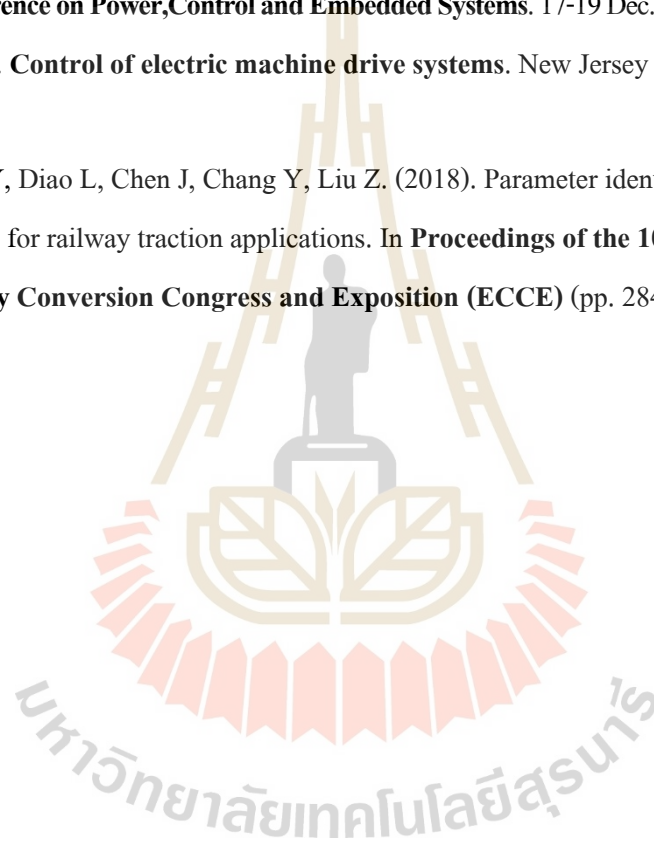 rence on Power,Control and Embedded Systems. 17-19 Dec.
. Control of electric machine drive systems. New Jersey
Y, Diao L, Chen J, Chang Y, Liu Z. (2018). Parameter iden
for railway traction applications. In Proceedings of the 1
y Conversion Congress and Exposition (ECCE) (pp. 284
มหาวิทยาลัยเทคโนโลยีสุรนารี